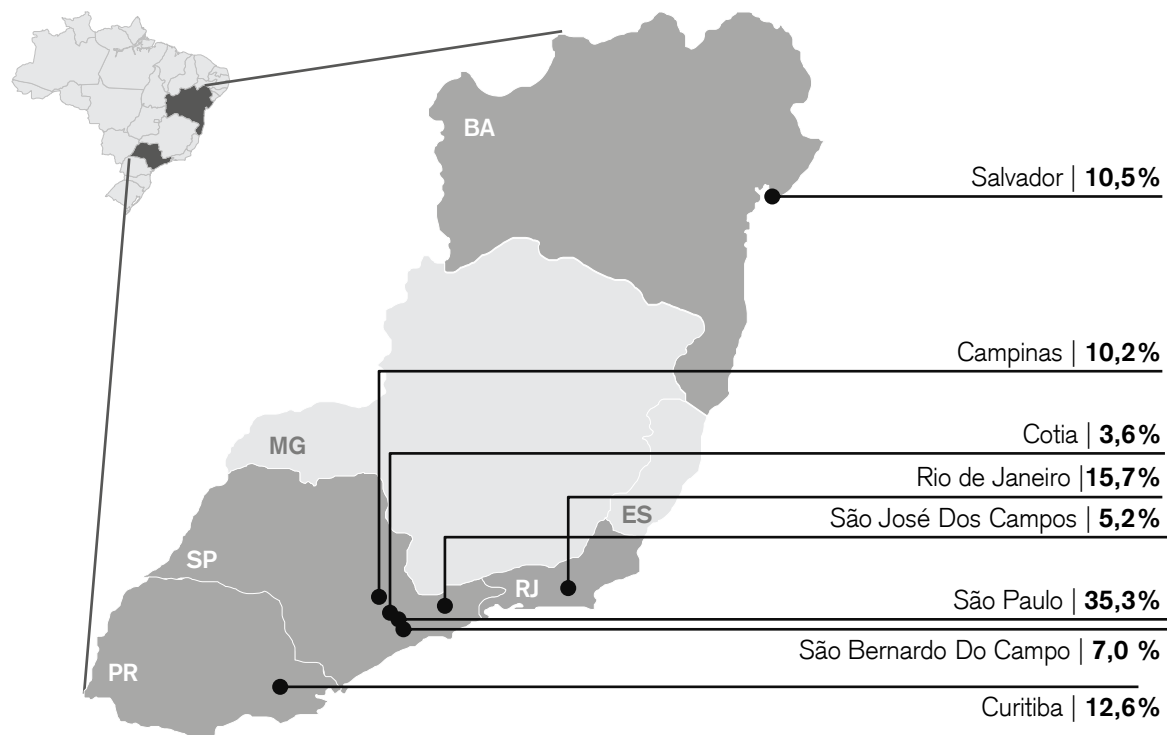 BA
Salvador | 10,5%
Campinas | 10,2%
Cotia | 3,6%
MG
Rio de Janeiro |15,7%
ES
São José Dos Campos | 5,2%
SP
RJ
São Paulo | 35,3%
São Bernardo Do Campo | 7,0 %
PR
Curitiba | 12,6%